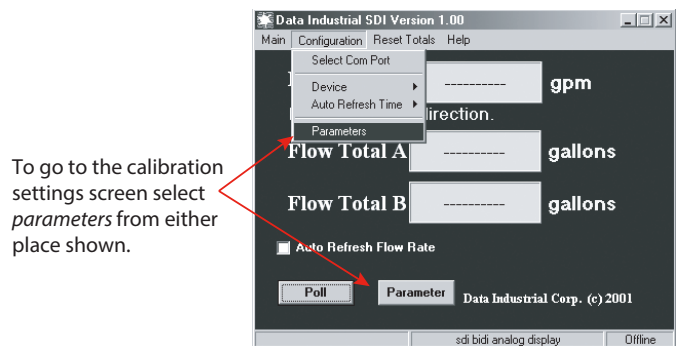 Data Industrial SDI Version 1.00
Main Configuration Reset Totals Help
Select Com Port
Device
Auto Refresh Time
Parameters
---------- gpm
irection.
Flow Total A ---------- gallons
Flow Total B ---------- gallons
Auto Refresh Flow Rate
Poll Parameter Data Industrial Corp. (c) 2001
sdi bidi analog display Offline
To go to the calibration
settings screen select
parameters from either
place shown.